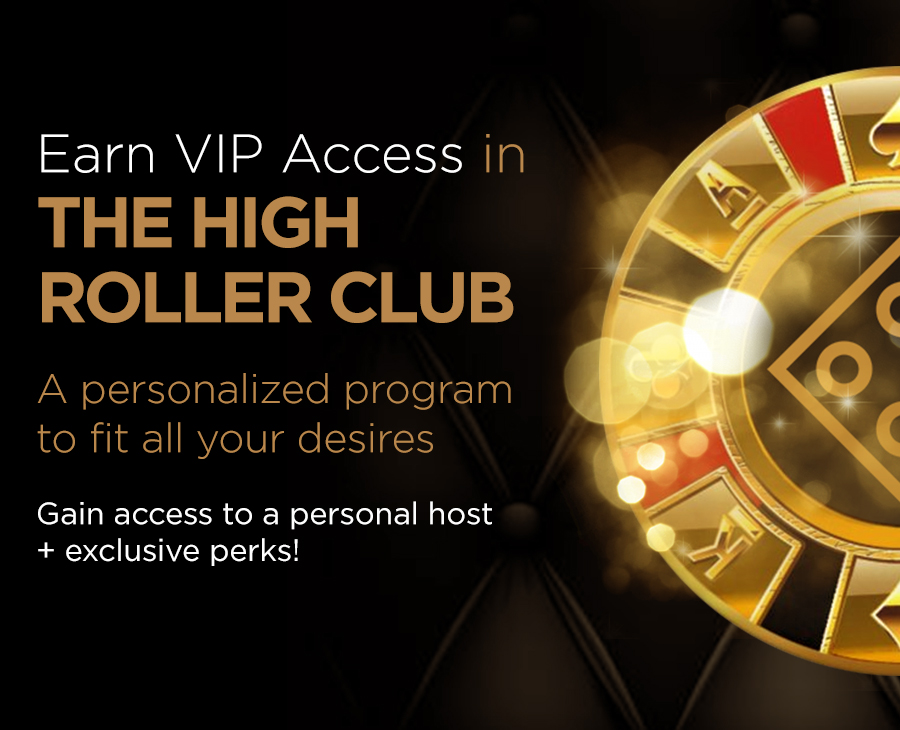 Earn VIP Access in
THE HIGH
ROLLER CLUB
A personalized program
to fit all your desires
Gain access to a personal host
+ exclusive perks!
A
K